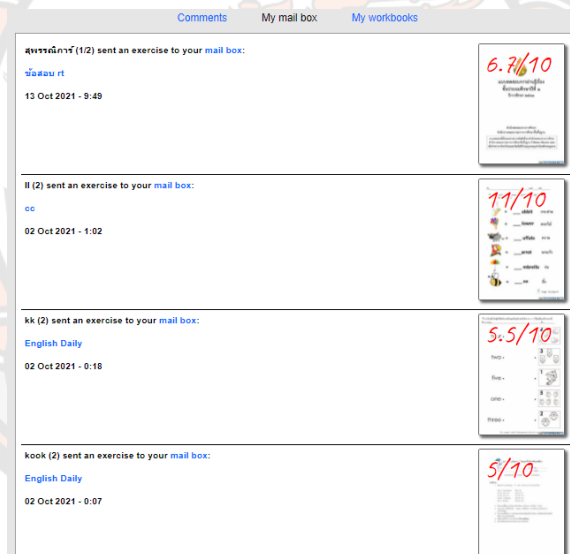 Comments My mail box My workbooks
สุพรรณิการ์ (1/2) sent an exercise to your mail box:
ข้อสอบ rt
13 Oct 2021 - 9:49
6.7/10
ll (2) sent an exercise to your mail box:
cc
02 Oct 2021 - 1:02
11/10
kk (2) sent an exercise to your mail box:
English Daily
02 Oct 2021 - 0:18
5.5/10
two
five
one
three
kook (2) sent an exercise to your mail box:
English Daily
02 Oct 2021 - 0:07
5/10